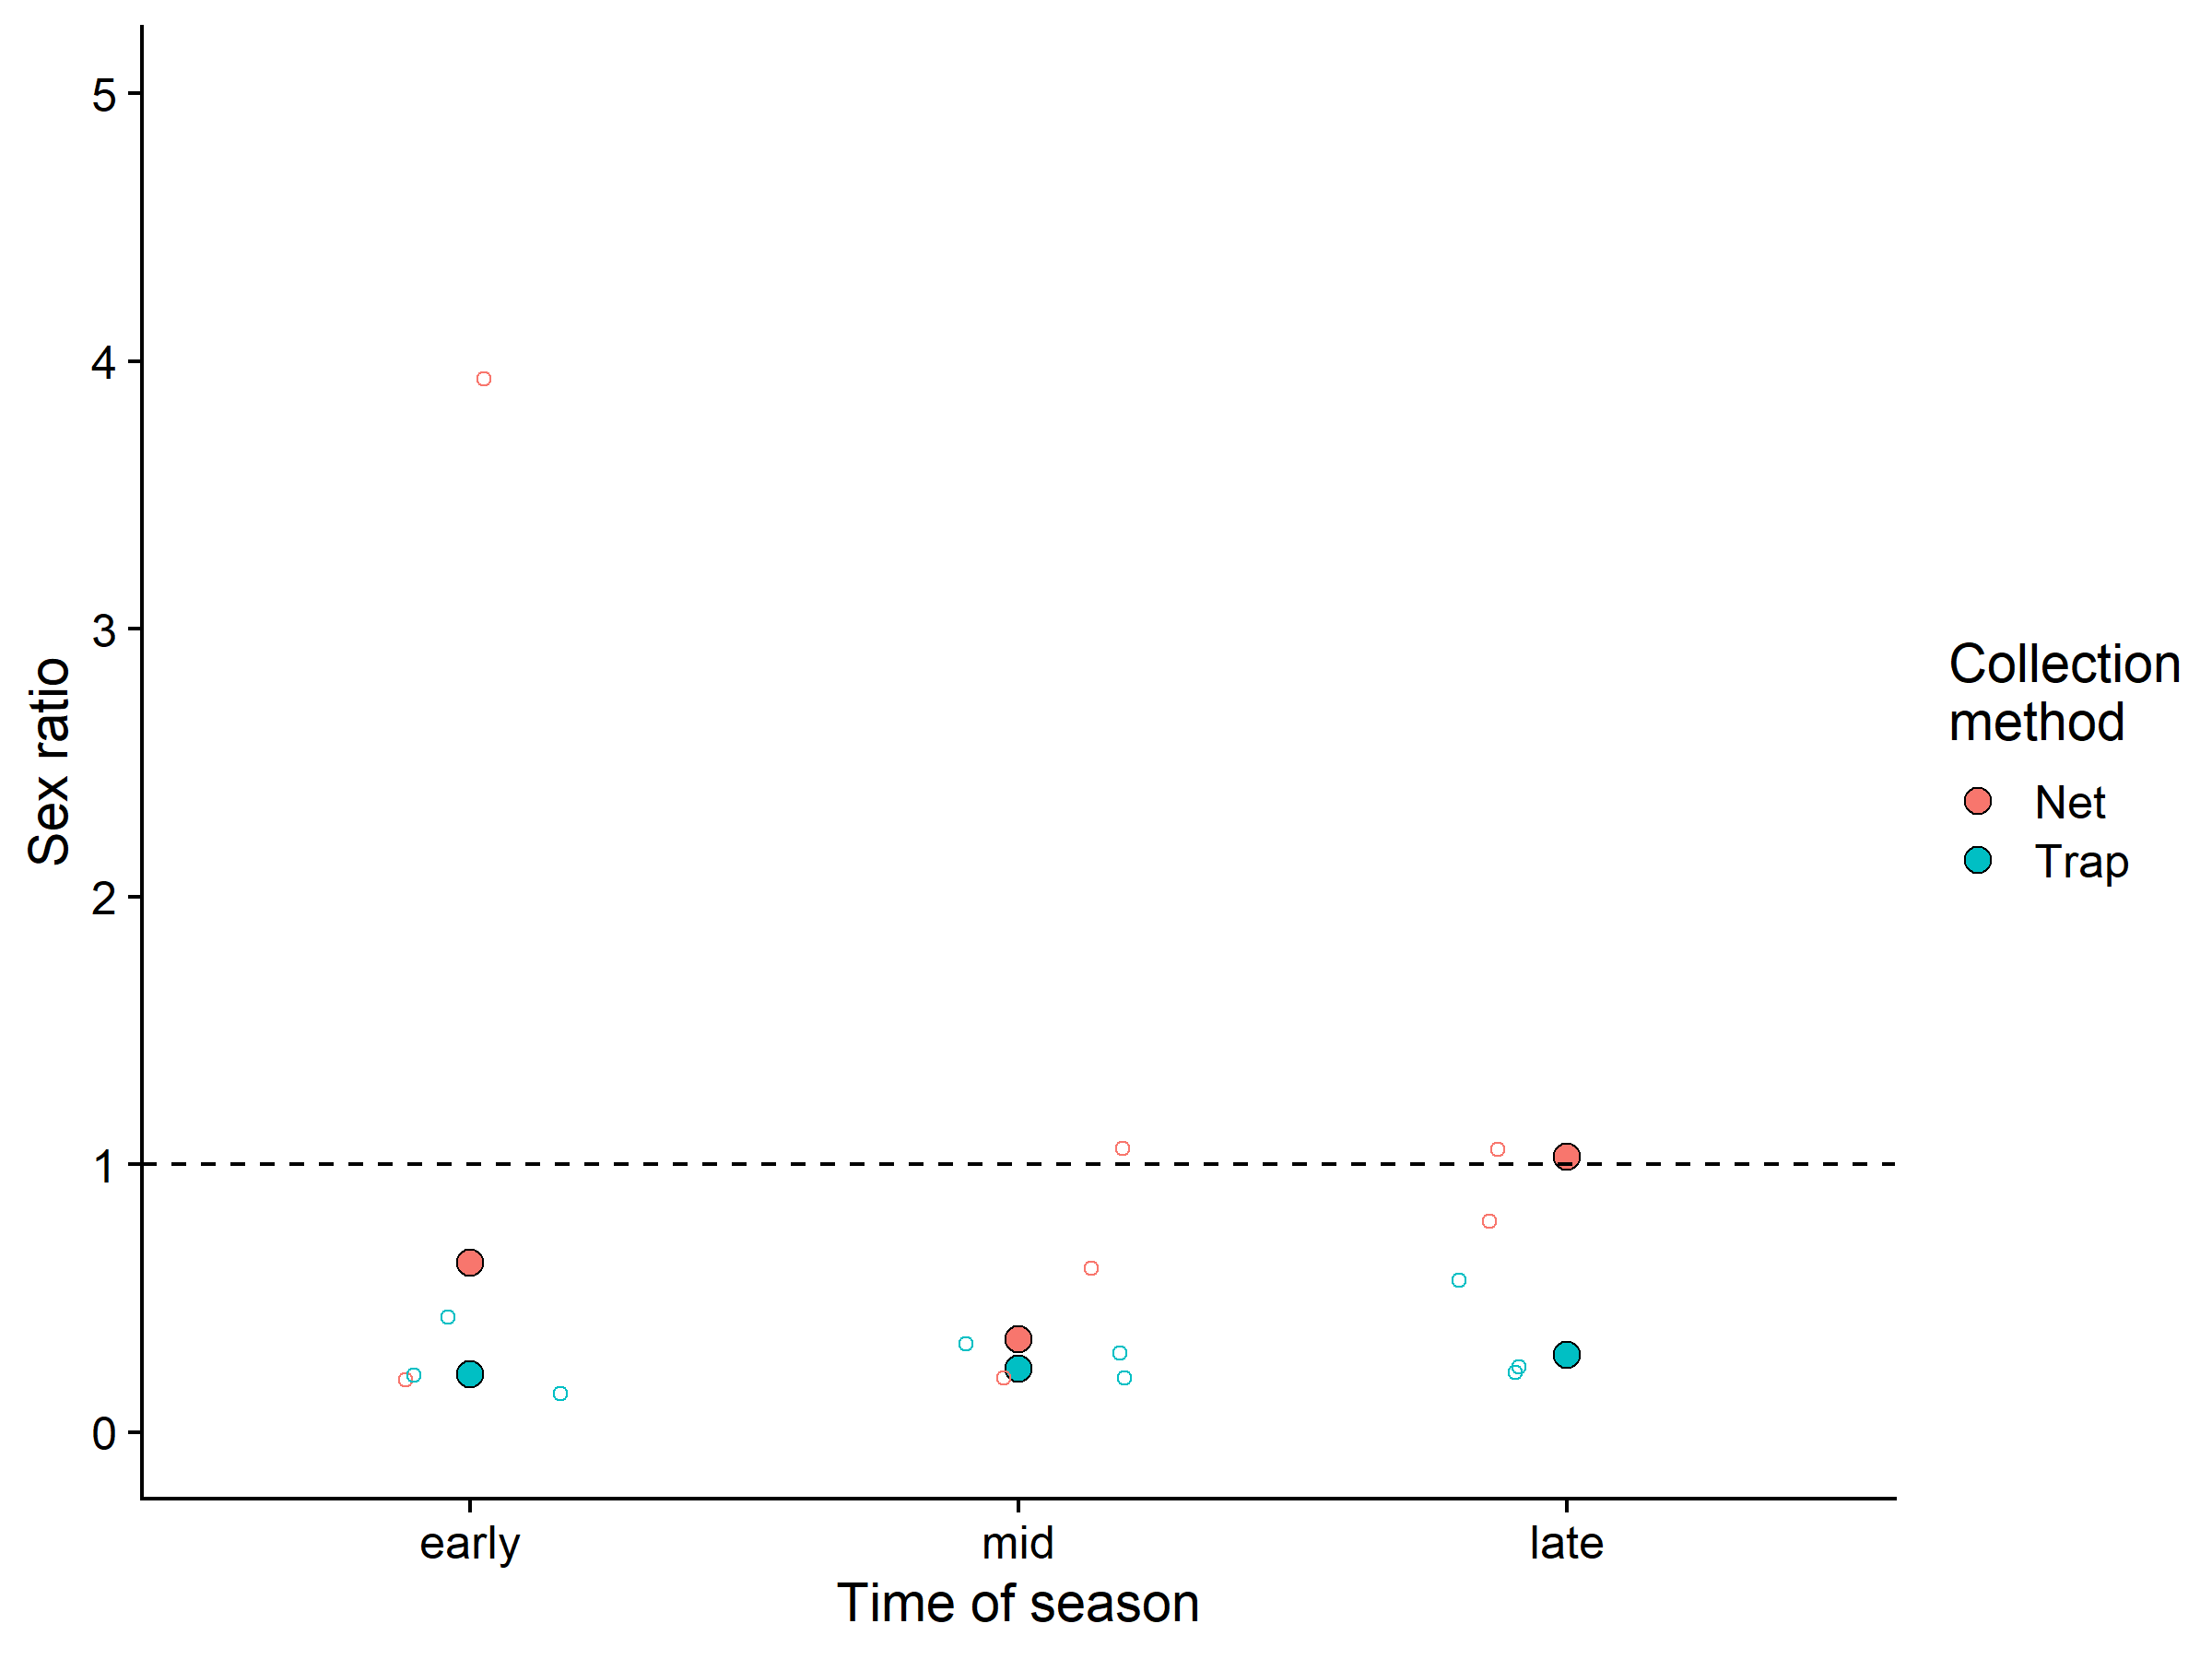 5
4
3
2
1
0
Sex ratio
early
mid
late
Time of season
Collection
method
Net
Trap